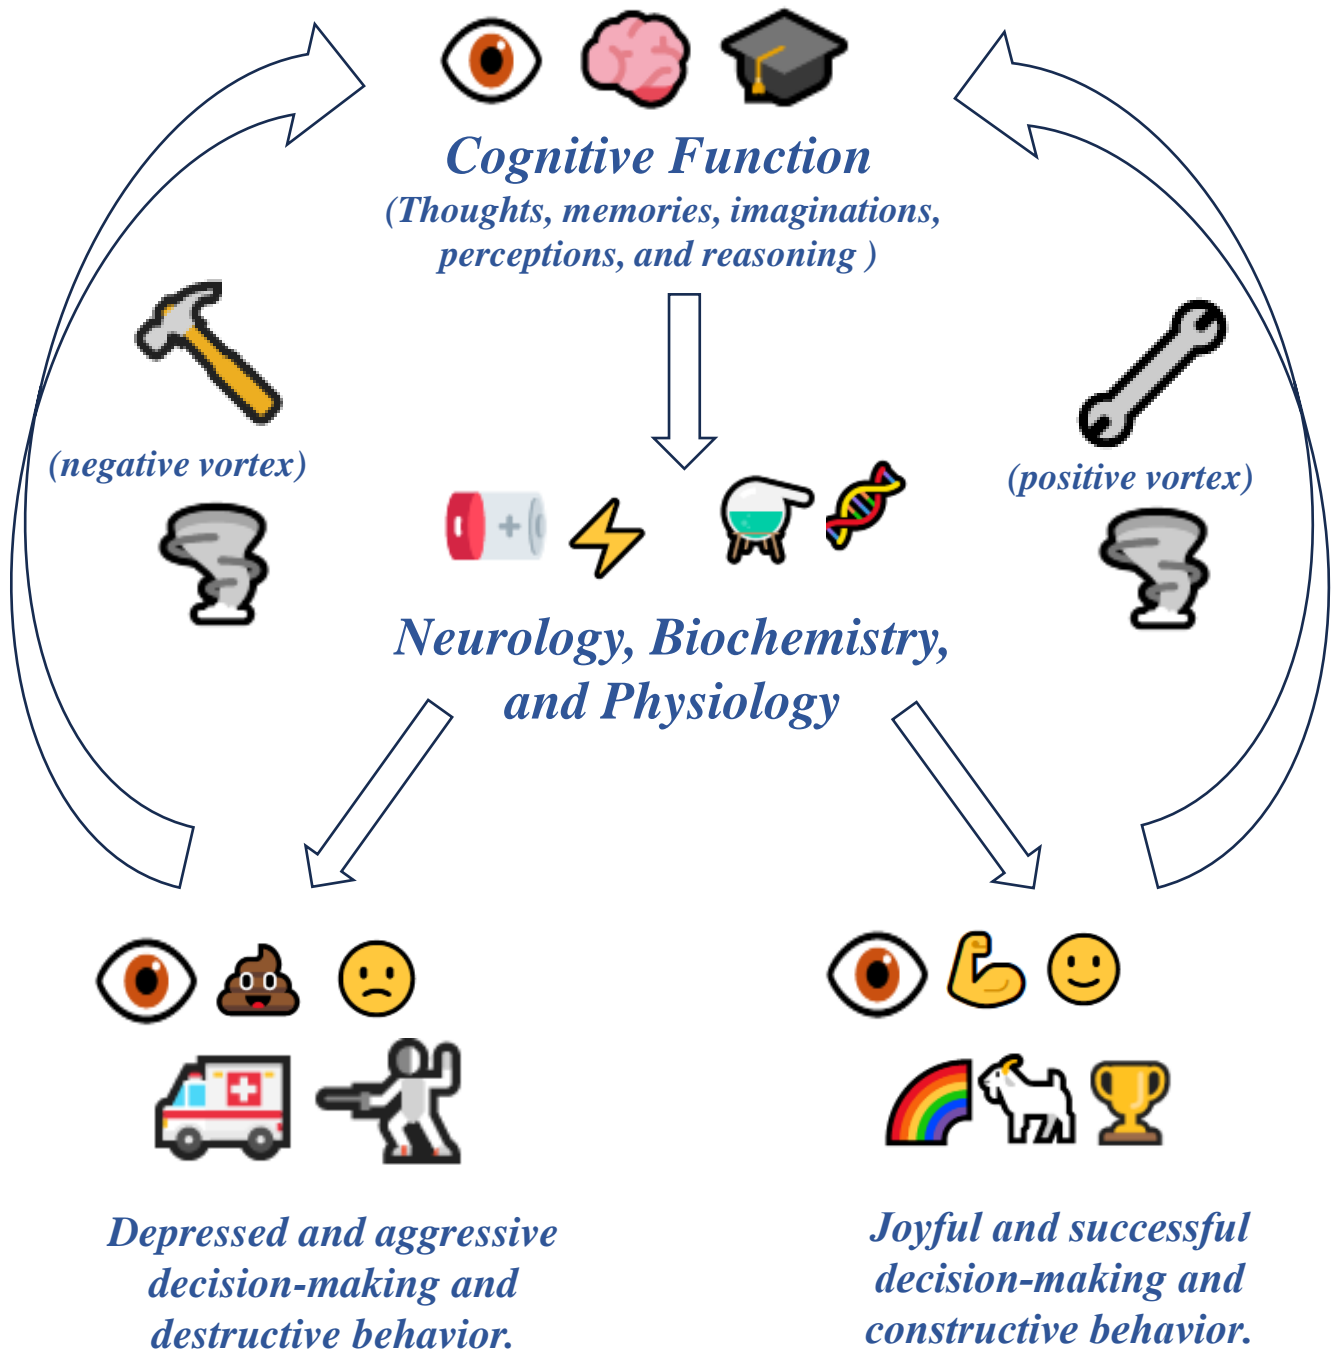 Cognitive Function
(Thoughts, memories, imaginations,
perceptions, and reasoning )
(negative vortex)
(positive vortex)
Neurology, Biochemistry,
and Physiology
Depressed and aggressive
decision-making and
destructive behavior.
Joyful and successful
decision-making and
constructive behavior.